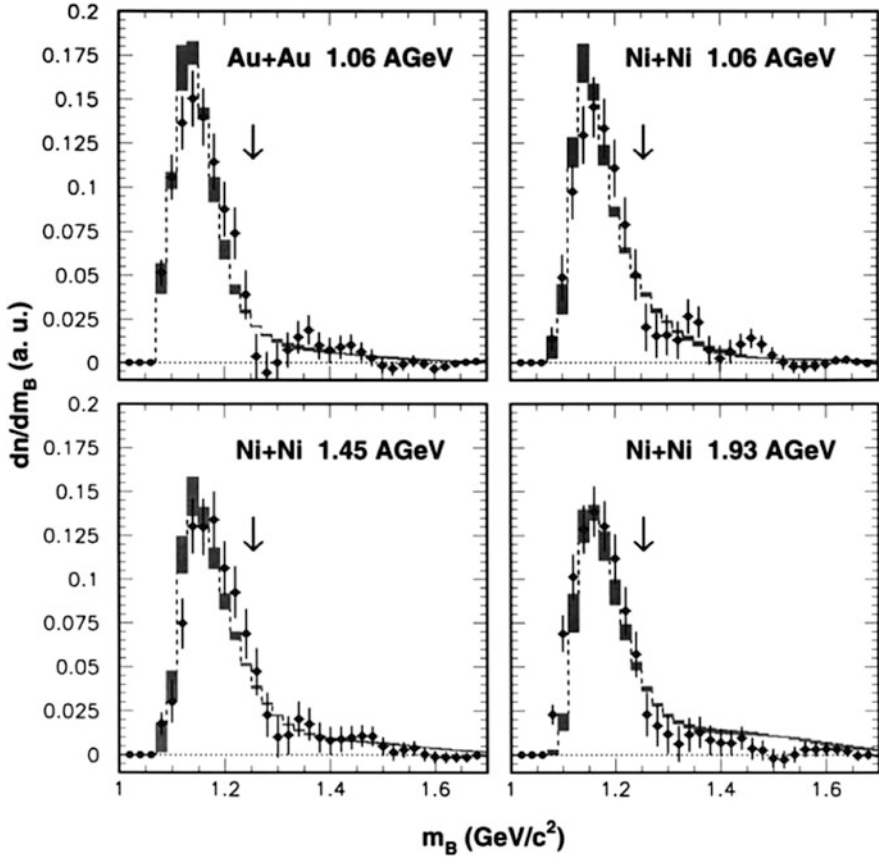 dn/dm_B (a. u.)
0.2
0.175
0.15
0.125
0.1
0.075
0.05
0.025
0
Au+Au 1.06 AGeV
Ni+Ni 1.06 AGeV
0.2
0.175
0.15
0.125
0.1
0.075
0.05
0.025
0
Ni+Ni 1.45 AGeV
Ni+Ni 1.93 AGeV
1 1.2 1.4 1.6 1 1.2 1.4 1.6
m_B (GeV/c²)